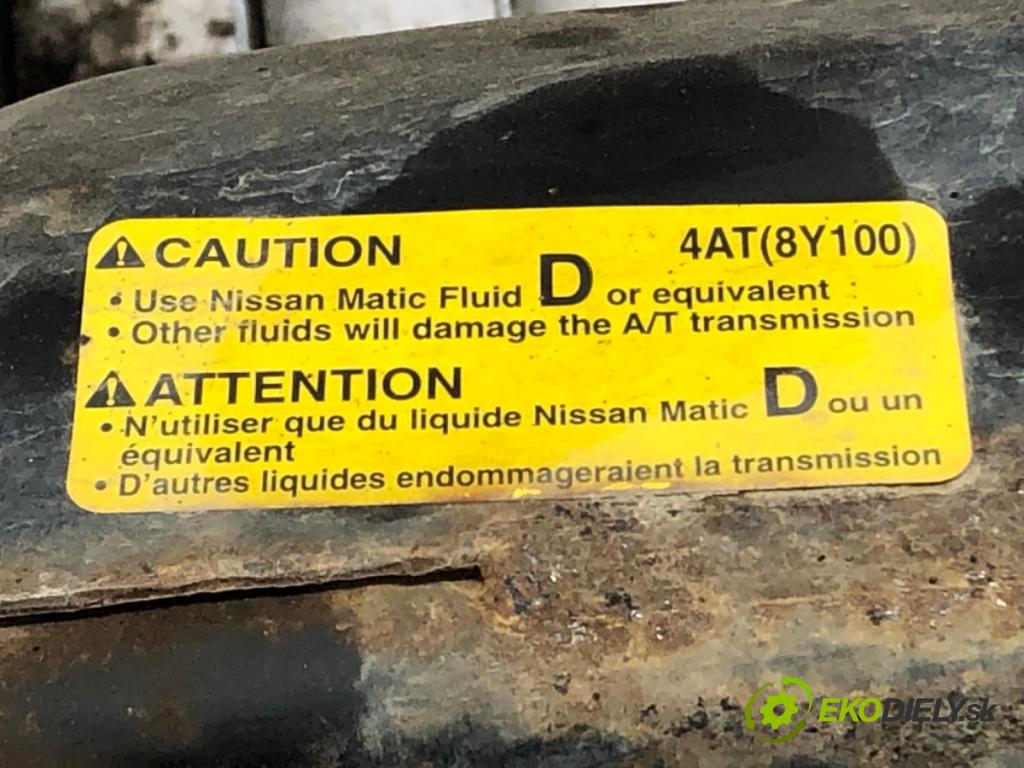 ⚠ CAUTION 4AT(8Y100)
• Use Nissan Matic Fluid D or equivalent
• Other fluids will damage the A/T transmission
⚠ ATTENTION
• N'utiliser que du liquide Nissan Matic D ou un
équivalent
• D'autres liquides endommageraient la transmission
EKODIELY.sk